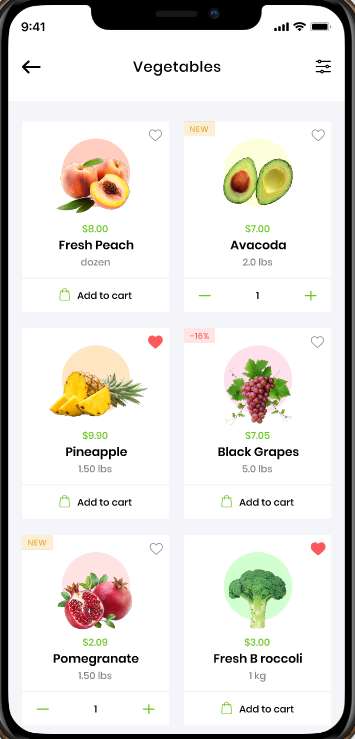 9:41
Vegetables
$8.00
Fresh Peach
dozen
Add to cart
NEW
$7.00
Avacoda
2.0 lbs
1
$9.90
Pineapple
1.50 lbs
Add to cart
-16%
$7.05
Black Grapes
5.0 lbs
Add to cart
NEW
$2.09
Pomegranate
1.50 lbs
1
$3.00
Fresh B roccoli
1 kg
Add to cart